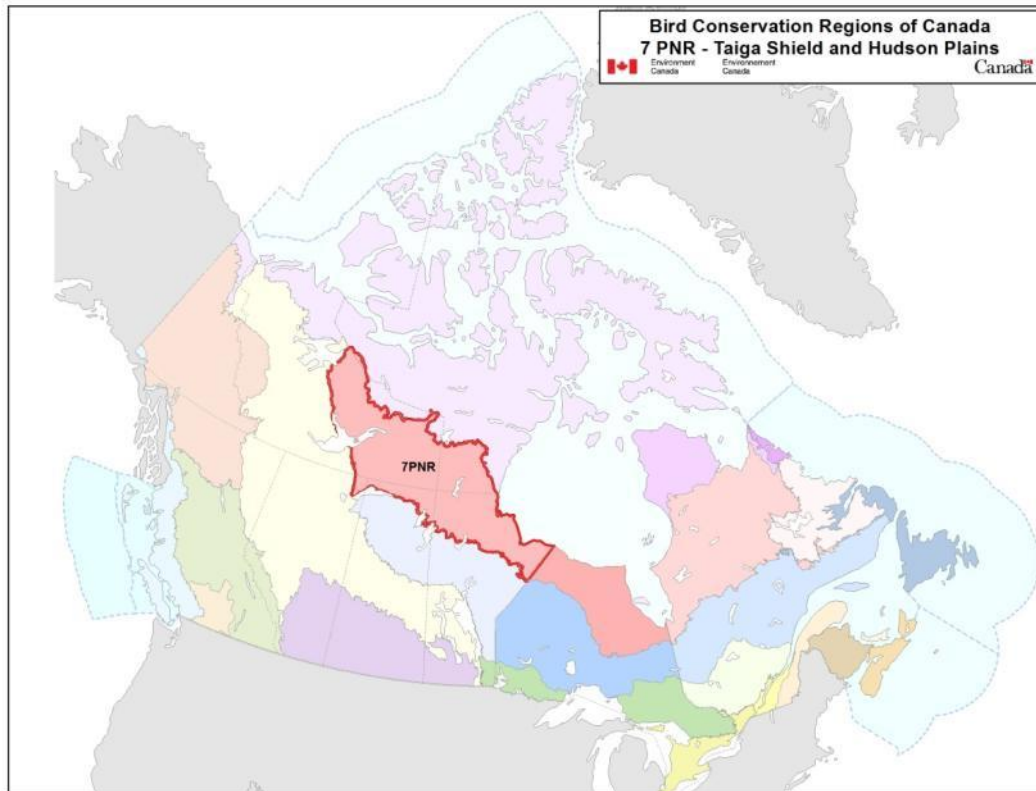 Bird Conservation Regions of Canada
7 PNR - Taiga Shield and Hudson Plains
Environment Canada
Environnement Canada
Canada
7PNR